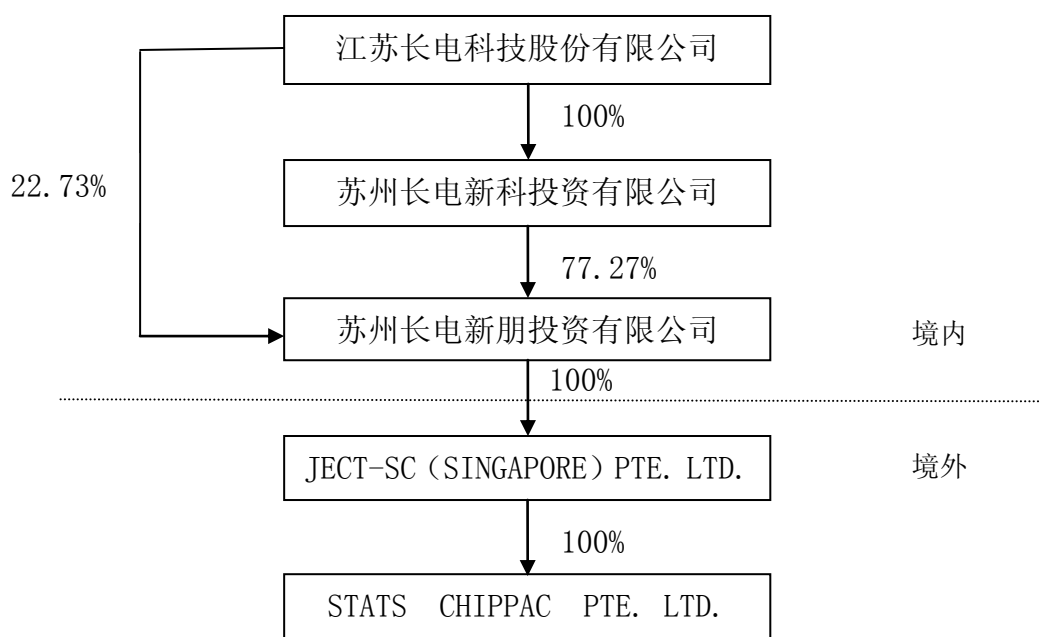 江苏长电科技股份有限公司
100%
22.73%
苏州长电新科投资有限公司
77.27%
苏州长电新朋投资有限公司
境内
100%
JECT-SC（SINGAPORE）PTE. LTD.
境外
100%
STATS CHIPPAC PTE. LTD.